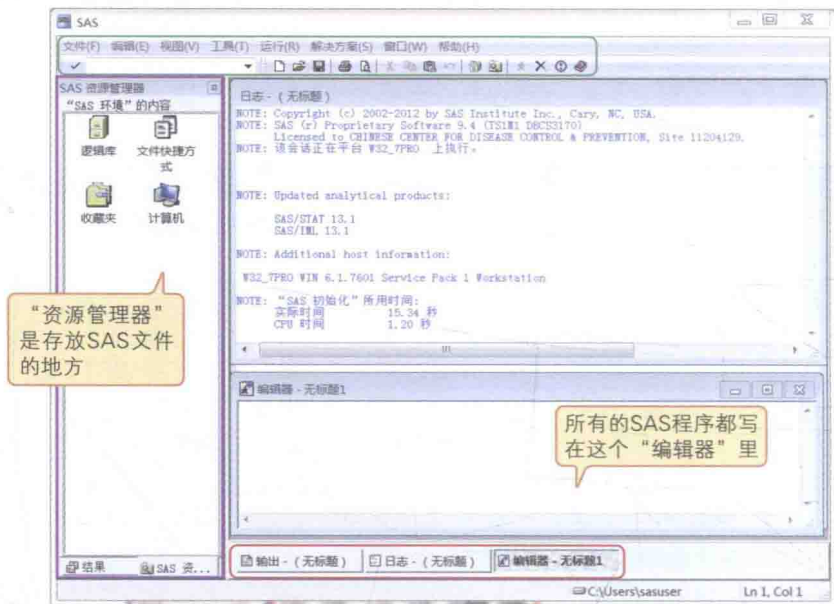 SAS
文件(F) 编辑(E) 视图(V) 工具(T) 运行(R) 解决方案(S) 窗口(W) 帮助(H)
SAS 资源管理器
“SAS 环境”的内容
逻辑库
文件快捷方式
收藏夹
计算机
“资源管理器”
是存放SAS文件
的地方
结果
SAS 资...
日志 - (无标题)
NOTE: Copyright (c) 2002-2012 by SAS Institute Inc., Cary, NC, USA.
NOTE: SAS (r) Proprietary Software 9.4 (TS1M1 DBCS3170)
Licensed to CHINESE CENTER FOR DISEASE CONTROL & PREVENTION, Site 11204129.
NOTE: 该会话正在平台 W32_7PRO 上执行。
NOTE: Updated analytical products:
SAS/STAT 13.1
SAS/IML 13.1
NOTE: Additional host information:
W32_7PRO WIN 6.1.7601 Service Pack 1 Workstation
NOTE: “SAS 初始化”所用时间:
实际时间 15.34 秒
CPU 时间 1.20 秒
编辑器 - 无标题1
所有的SAS程序都写
在这个“编辑器”里
输出 - (无标题)
日志 - (无标题)
编辑器 - 无标题1
C:\Users\sasuser
Ln 1, Col 1